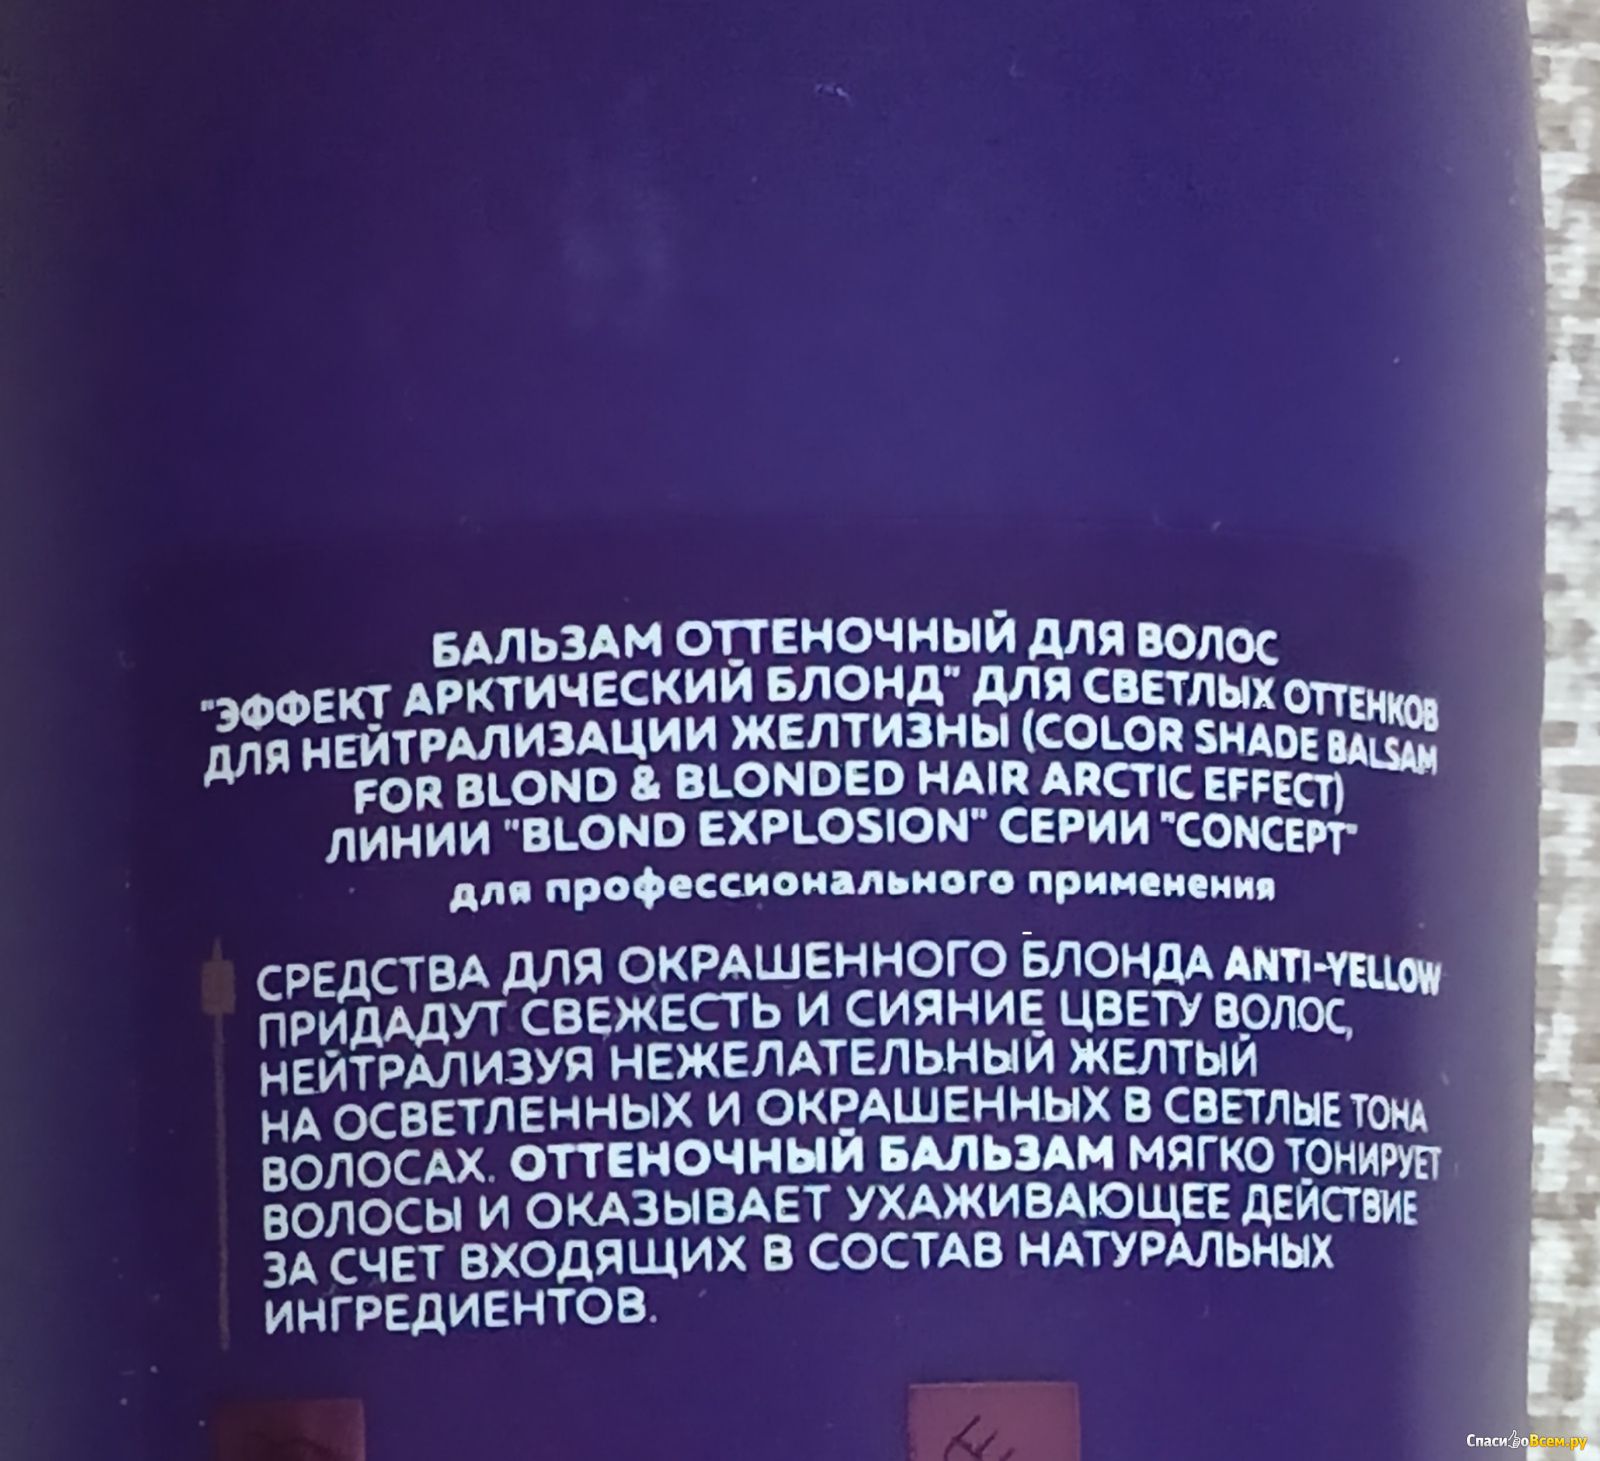 БАЛЬЗАМ ОТТЕНОЧНЫЙ ДЛЯ ВОЛОС
"ЭФФЕКТ АРКТИЧЕСКИЙ БЛОНД" ДЛЯ СВЕТЛЫХ ОТТЕНКОВ
ДЛЯ НЕЙТРАЛИЗАЦИИ ЖЕЛТИЗНЫ (COLOR SHADE BALSAM
FOR BLOND & BLONDED HAIR ARCTIC EFFECT)
ЛИНИИ "BLOND EXPLOSION" СЕРИИ "CONCEPT"
для профессионального применения
СРЕДСТВА ДЛЯ ОКРАШЕННОГО БЛОНДА ANTI-YELLOW
ПРИДАДУТ СВЕЖЕСТЬ И СИЯНИЕ ЦВЕТУ ВОЛОС,
НЕЙТРАЛИЗУЯ НЕЖЕЛАТЕЛЬНЫЙ ЖЕЛТЫЙ
НА ОСВЕТЛЕННЫХ И ОКРАШЕННЫХ В СВЕТЛЫЕ ТОНА
ВОЛОСАХ. ОТТЕНОЧНЫЙ БАЛЬЗАМ МЯГКО ТОНИРУЕТ
ВОЛОСЫ И ОКАЗЫВАЕТ УХАЖИВАЮЩЕЕ ДЕЙСТВИЕ
ЗА СЧЕТ ВХОДЯЩИХ В СОСТАВ НАТУРАЛЬНЫХ
ИНГРЕДИЕНТОВ.
СпасибоВсем.ру